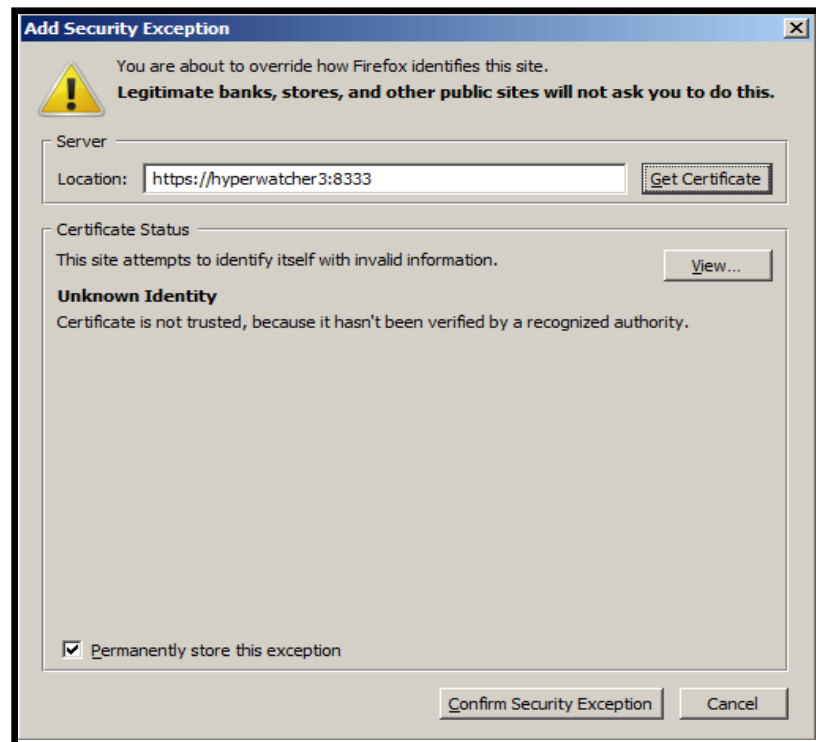 Add Security Exception
You are about to override how Firefox identifies this site.
Legitimate banks, stores, and other public sites will not ask you to do this.
Server
Location: https://hyperwatcher3:8333 Get Certificate
Certificate Status
This site attempts to identify itself with invalid information. View...
Unknown Identity
Certificate is not trusted, because it hasn't been verified by a recognized authority.
Permanently store this exception
Confirm Security Exception Cancel